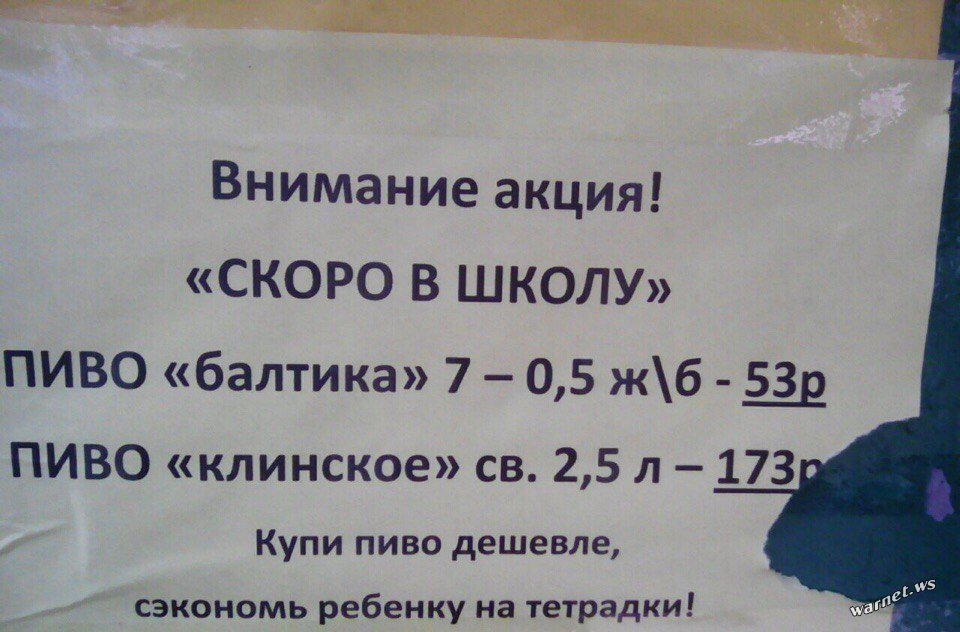 Внимание акция!
«СКОРО В ШКОЛУ»
ПИВО «балтика» 7 – 0,5 ж\б - 53р
ПИВО «клинское» св. 2,5 л – 173р
Купи пиво дешевле,
сэкономь ребенку на тетрадки!
warnet.ws